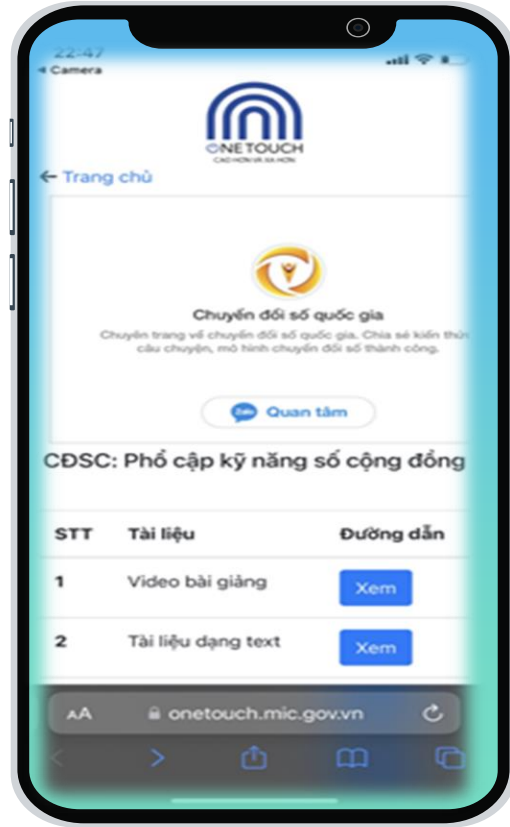 22:47
◂ Camera
ONETOUCH
CAO HƠN VÀ XA HƠN
← Trang chủ
Chuyển đổi số quốc gia
Chuyên trang về chuyển đổi số quốc gia. Chia sẻ kiến thứ
câu chuyện, mô hình chuyển đổi số thành công.
Zalo Quan tâm
CĐSC: Phổ cập kỹ năng số cộng đồng
STT Tài liệu Đường dẫn
1 Video bài giảng Xem
2 Tài liệu dạng text Xem
AA onetouch.mic.gov.vn